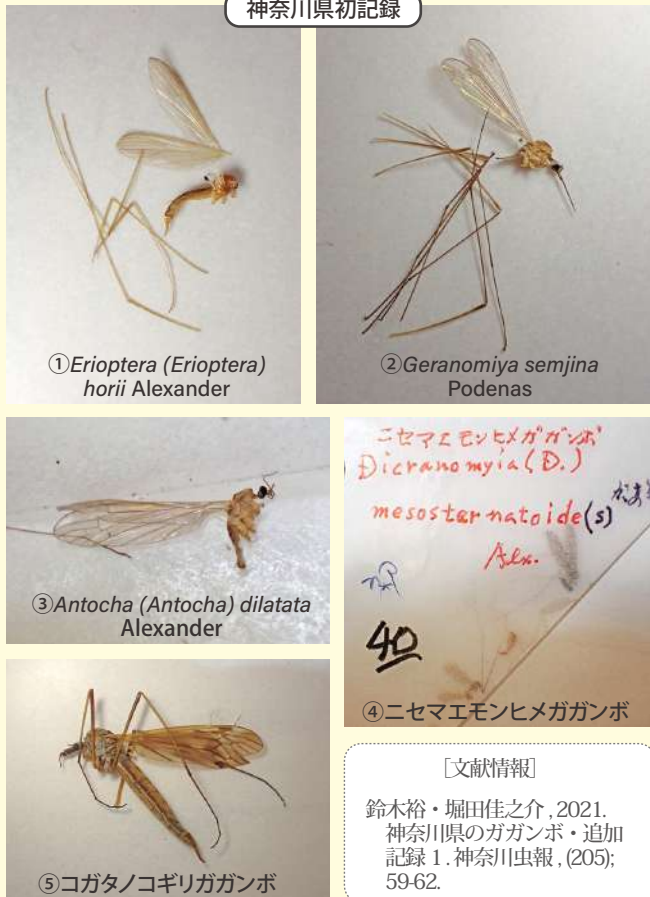 神奈川県初記録
①Erioptera (Erioptera)
horii Alexander
②Geranomiya semjina
Podenas
③Antocha (Antocha) dilatata
Alexander
ニセマエモンヒメガガンボ
Dicranomyia (D.)
mesosternatoide(s)
Alex.
40
④ニセマエモンヒメガガンボ
⑤コガタノコギリガガンボ
[文献情報]
鈴木裕・堀田佳之介, 2021.
神奈川県のガガンボ・追加
記録 1. 神奈川虫報, (205);
59-62.